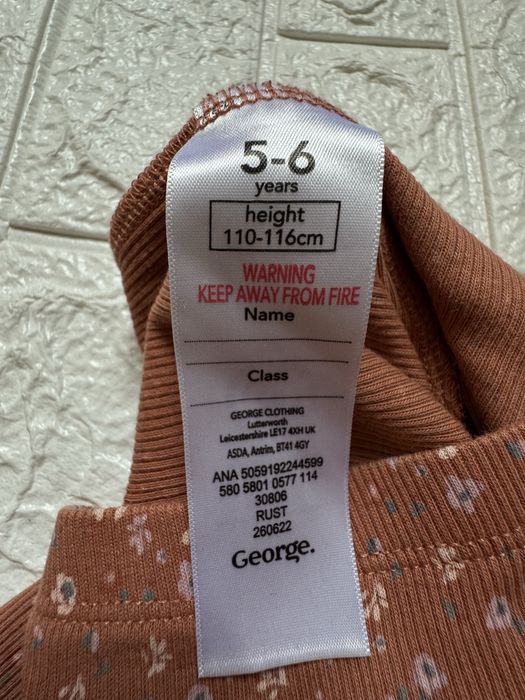 5-6
years
height
110-116cm
WARNING
KEEP AWAY FROM FIRE
Name
Class
GEORGE CLOTHING
Lutterworth
Leicestershire LE17 4XH UK
ASDA, Antrim, BT41 4GY
ANA 5059192244599
580 5801 0577 114
30806
RUST
260622
George.